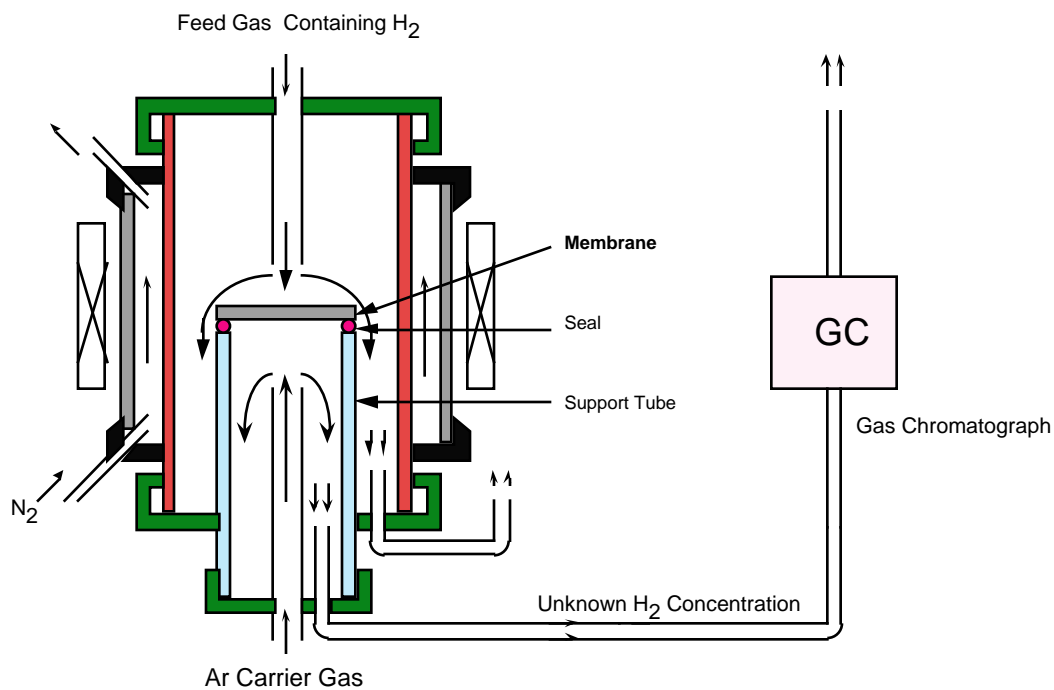 Feed Gas Containing H2
Membrane
Seal
GC
Support Tube
Gas Chromatograph
N2
Unknown H2 Concentration
Ar Carrier Gas